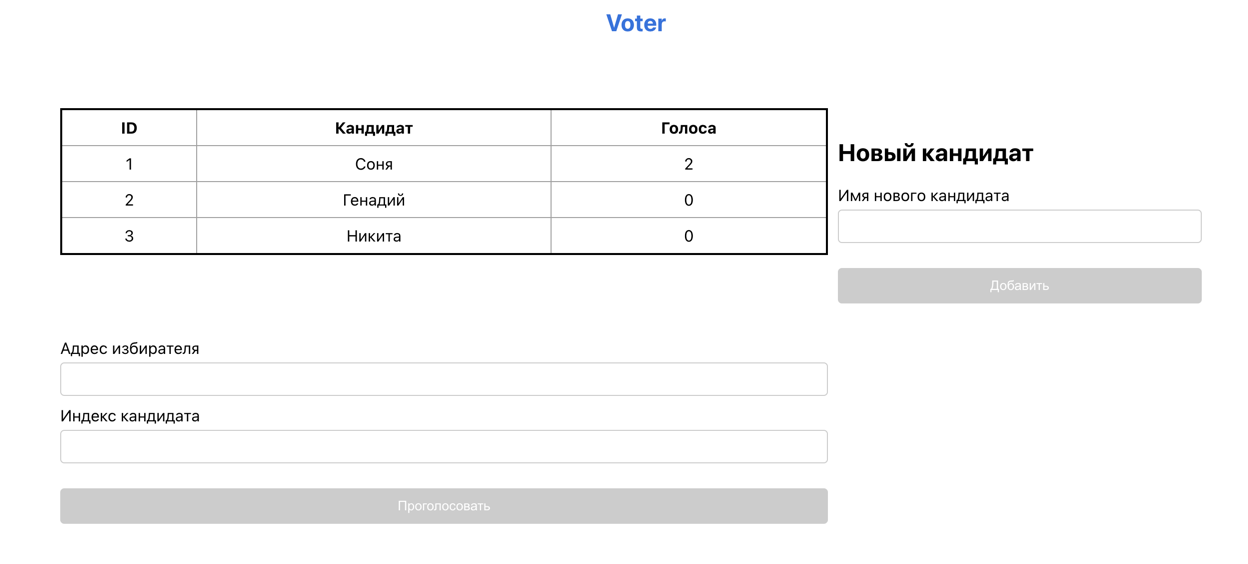 Voter
ID Кандидат Голоса
1 Соня 2
2 Генадий 0
3 Никита 0
Новый кандидат
Имя нового кандидата
Добавить
Адрес избирателя
Индекс кандидата
Проголосовать